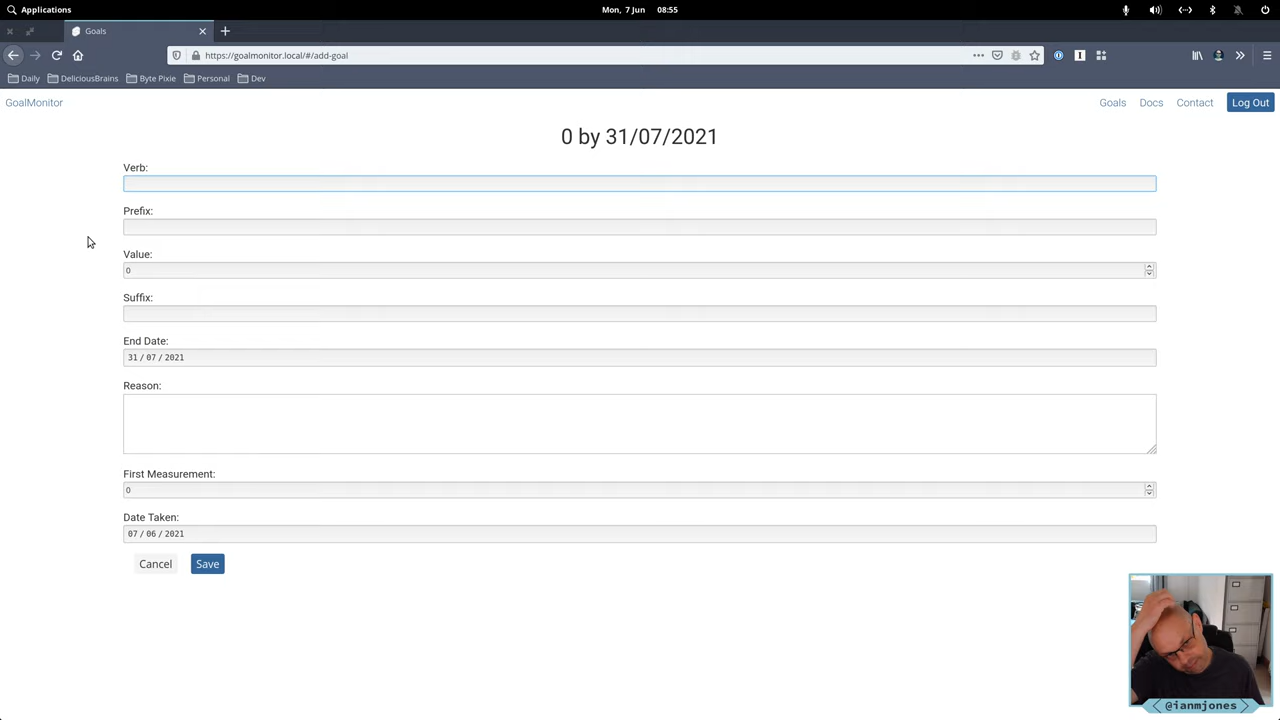 Applications
Mon, 7 Jun 08:55
Goals
https://goalmonitor.local/#/add-goal
Daily DeliciousBrains Byte Pixie Personal Dev
GoalMonitor
Goals Docs Contact Log Out
0 by 31/07/2021
Verb:
Prefix:
Value:
0
Suffix:
End Date:
31 / 07 / 2021
Reason:
First Measurement:
0
Date Taken:
07 / 06 / 2021
Cancel Save
@ianmjones